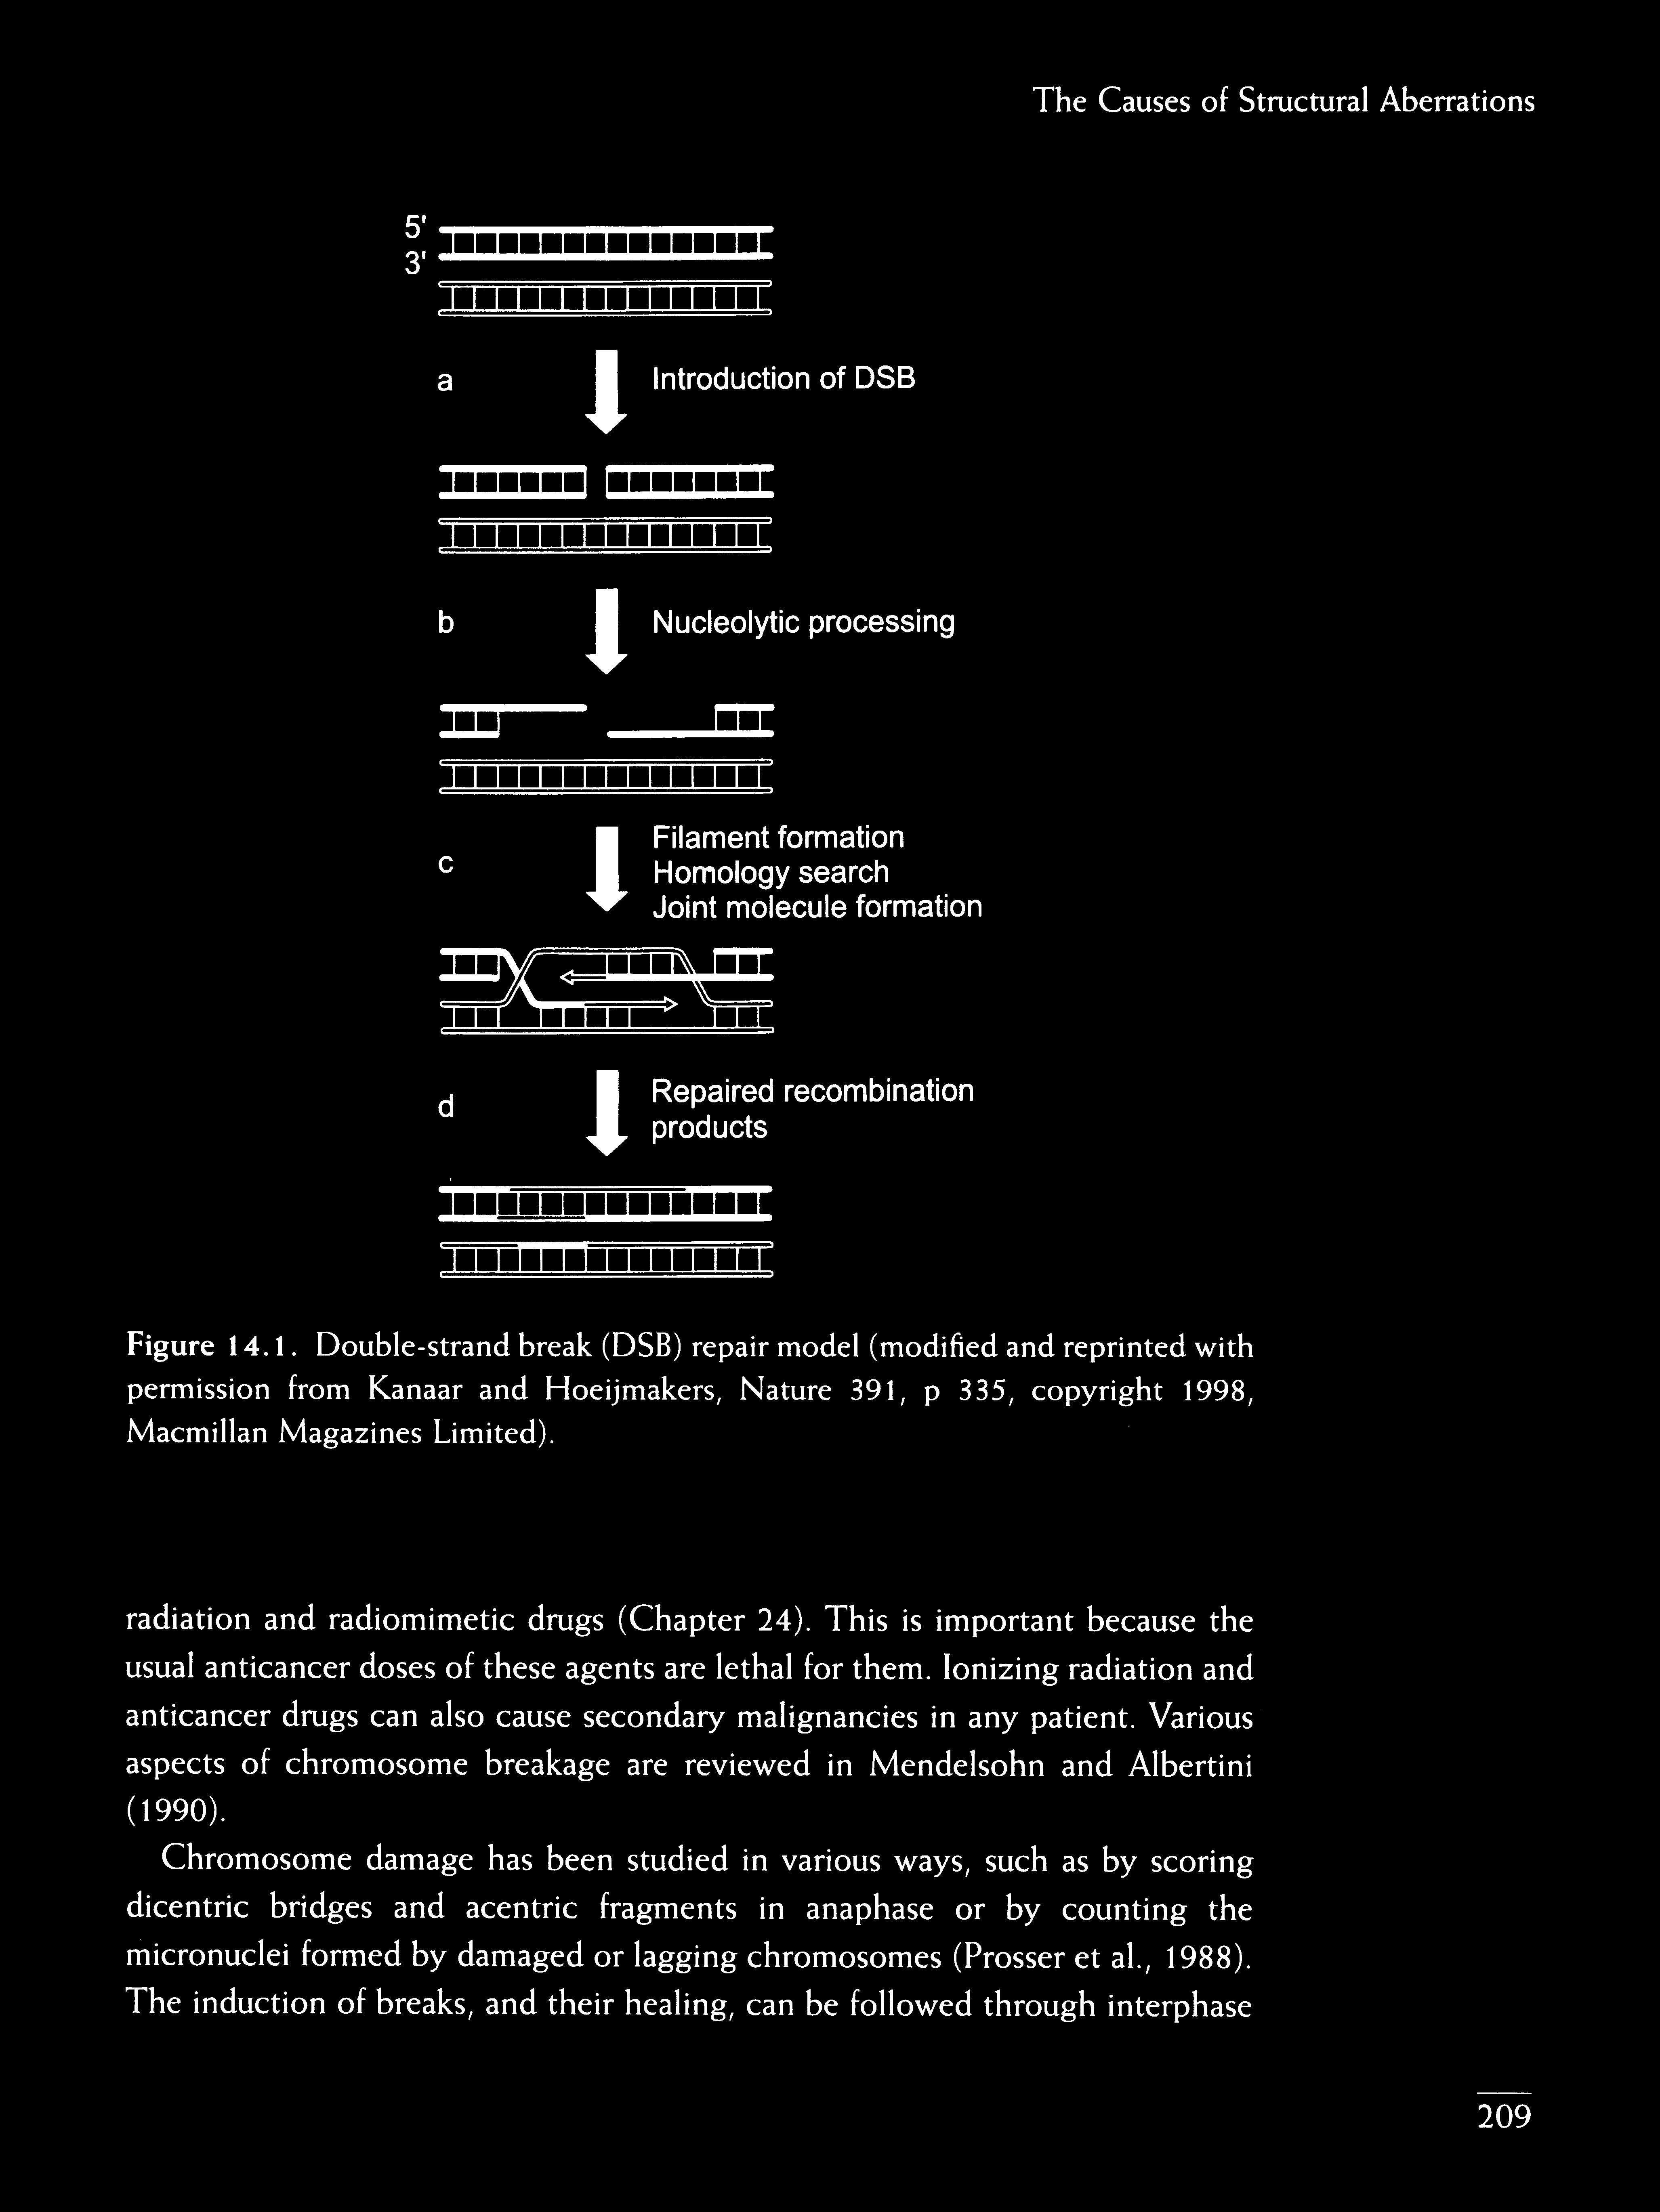 The Causes of Structural Aberrations
5'
3'
a
Introduction of DSB
b
Nucleolytic processing
c
Filament formation
Homology search
Joint molecule formation
d
Repaired recombination
products
Figure 14.1. Double-strand break (DSB) repair model (modified and reprinted with
permission from Kanaar and Hoeijmakers, Nature 391, p 335, copyright 1998,
Macmillan Magazines Limited).
radiation and radiomimetic drugs (Chapter 24). This is important because the
usual anticancer doses of these agents are lethal for them. Ionizing radiation and
anticancer drugs can also cause secondary malignancies in any patient. Various
aspects of chromosome breakage are reviewed in Mendelsohn and Albertini
(1990).
Chromosome damage has been studied in various ways, such as by scoring
dicentric bridges and acentric fragments in anaphase or by counting the
micronuclei formed by damaged or lagging chromosomes (Prosser et al., 1988).
The induction of breaks, and their healing, can be followed through interphase
209